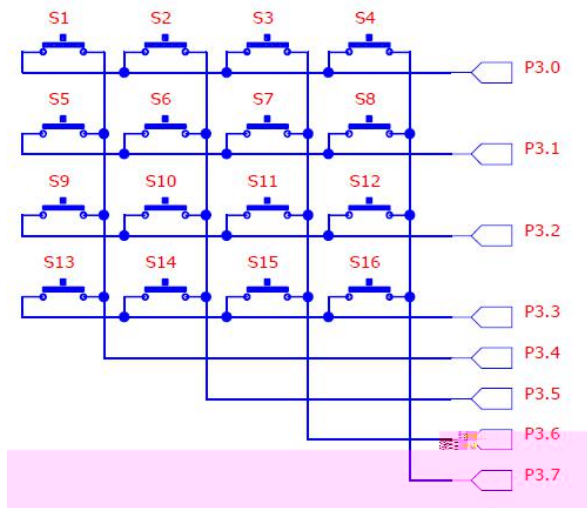 S1 S2 S3 S4
P3.0
S5 S6 S7 S8
P3.1
S9 S10 S11 S12
P3.2
S13 S14 S15 S16
P3.3
P3.4
P3.5
P3.6
P3.7